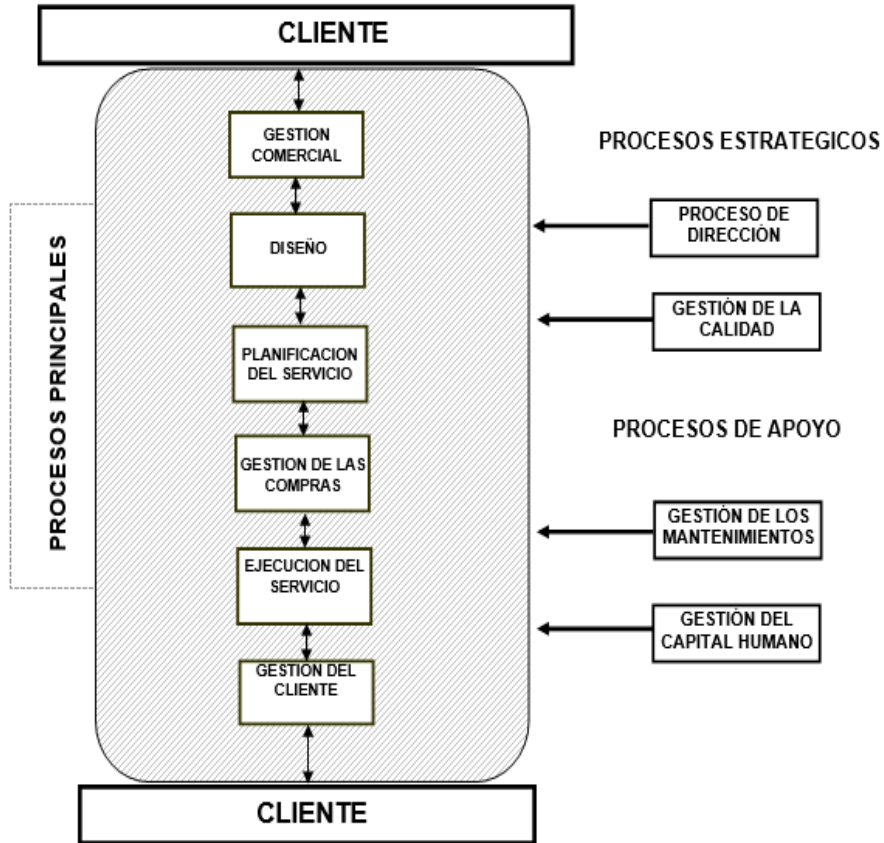 CLIENTE
GESTION
COMERCIAL
DISEÑO
PLANIFICACION
DEL SERVICIO
GESTION DE LAS
COMPRAS
EJECUCION DEL
SERVICIO
GESTION DEL
CLIENTE
CLIENTE
PROCESOS PRINCIPALES
PROCESOS ESTRATEGICOS
PROCESO DE
DIRECCIÓN
GESTIÓN DE LA
CALIDAD
PROCESOS DE APOYO
GESTIÓN DE LOS
MANTENIMIENTOS
GESTIÓN DEL
CAPITAL HUMANO